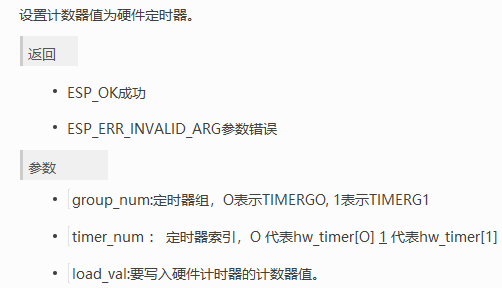 设置计数器值为硬件定时器。
返回
• ESP_OK成功
• ESP_ERR_INVALID_ARG参数错误
参数
• group_num:定时器组，O表示TIMERGO, 1表示TIMERG1
• timer_num ： 定时器索引，O 代表hw_timer[O] 1 代表hw_timer[1]
• load_val:要写入硬件计时器的计数器值。